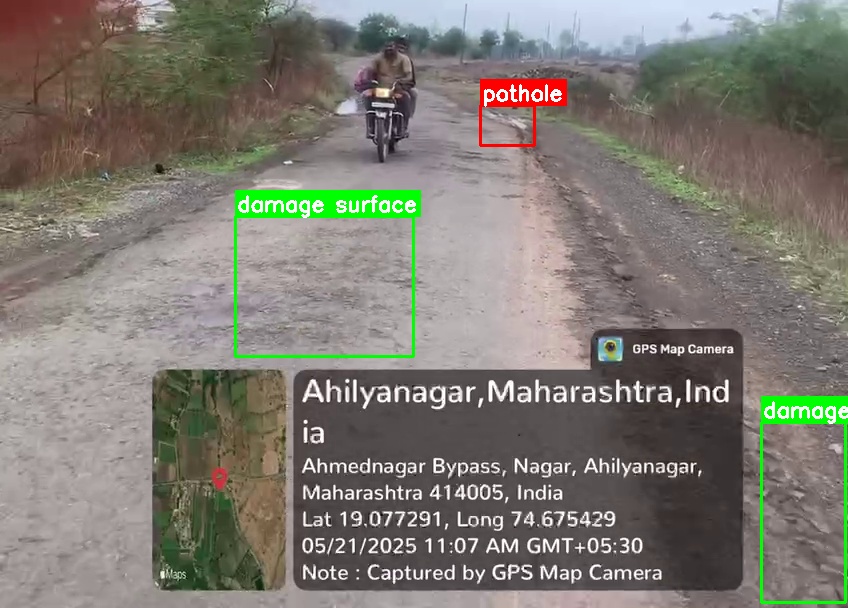 pothole
damage surface
GPS Map Camera
Ahilyanagar,Maharashtra,Ind
ia
damage
Ahmednagar Bypass, Nagar, Ahilyanagar,
Maharashtra 414005, India
Lat 19.077291, Long 74.675429
05/21/2025 11:07 AM GMT+05:30
Note : Captured by GPS Map Camera
Maps